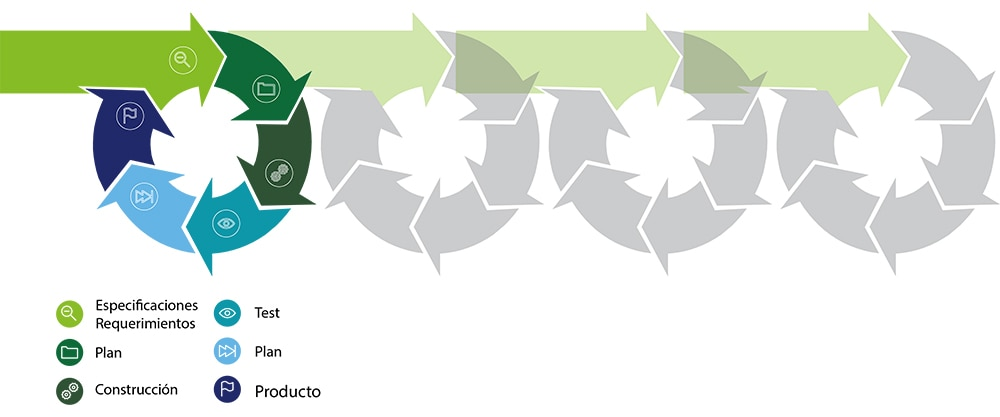 Especificaciones
Requerimientos
Plan
Construcción
Test
Plan
Producto